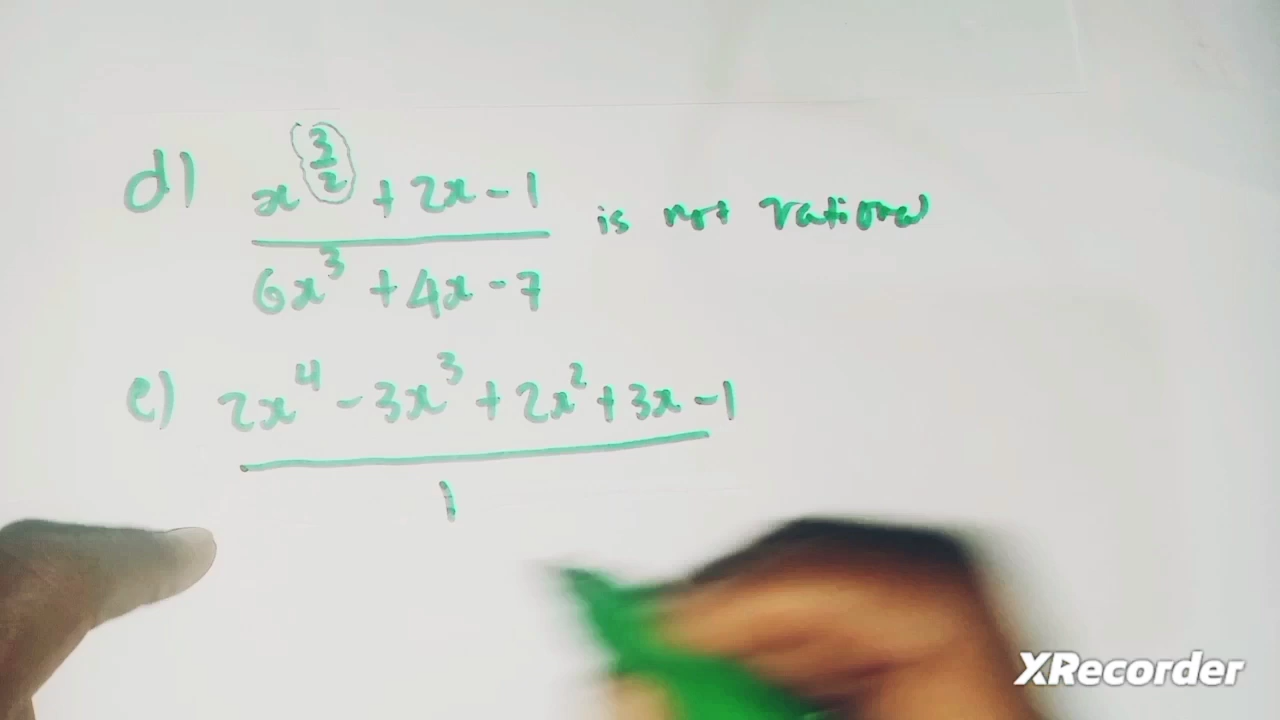 d) x^(3/2) + 2x - 1 is not rational
6x^3 + 4x - 7
e) 2x^4 - 3x^3 + 2x^2 + 3x - 1
1
XRecorder